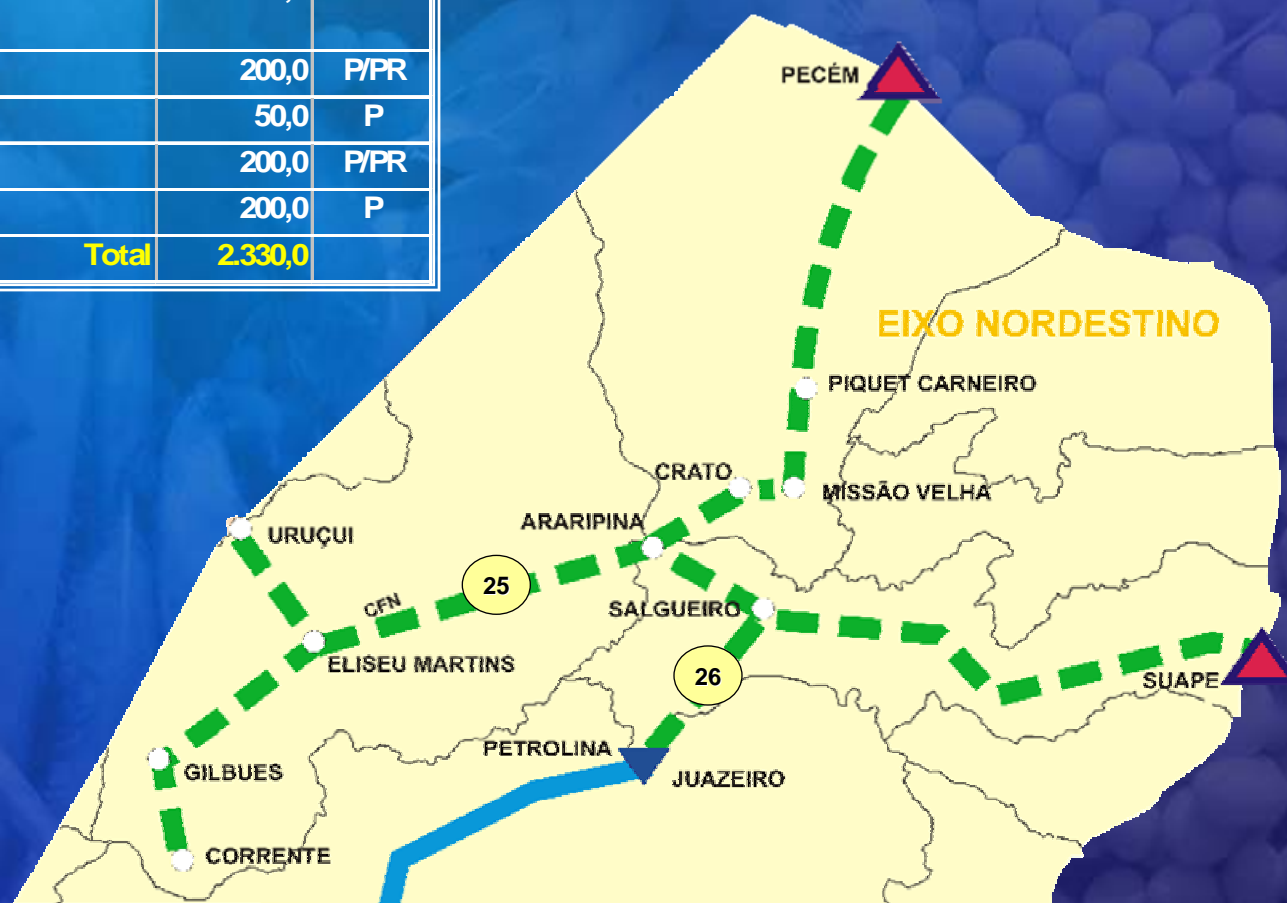 200,0 P/PR
50,0 P
200,0 P/PR
200,0 P
Total 2.330,0
PECÉM
EIXO NORDESTINO
PIQUET CARNEIRO
CRATO
MISSÃO VELHA
ARARIPINA
URUÇUI
25
CFN
SALGUEIRO
ELISEU MARTINS
26
SUAPE
PETROLINA
GILBUES
JUAZEIRO
CORRENTE